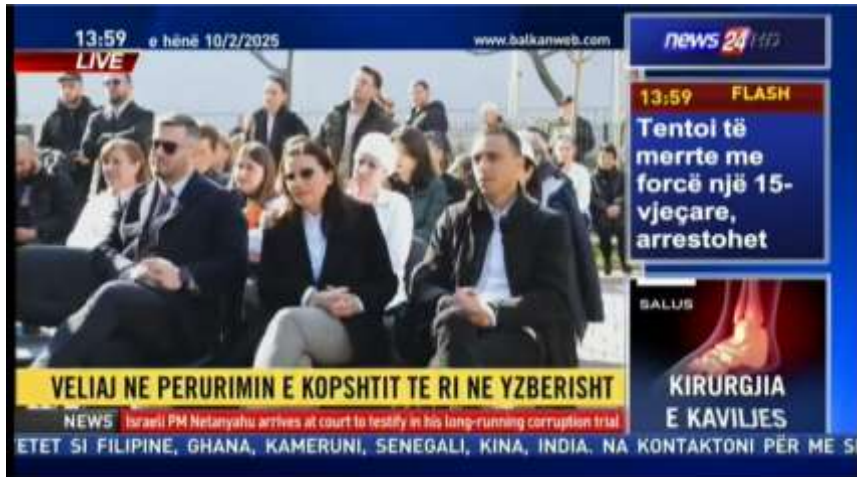 13:59 e hënë 10/2/2025 www.balkanweb.com
LIVE
news 24 HD
13:59 FLASH
Tentoi të
merrte me
forcë një 15-
vjeçare,
arrestohet
SALUS
KIRURGJIA
E KAVILJES
VELIAJ NE PERURIMIN E KOPSHTIT TE RI NE YZBERISHT
NEWS Israeli PM Netanyahu arrives at court to testify in his long-running corruption trial
ETET SI FILIPINE, GHANA, KAMERUNI, SENEGALI, KINA, INDIA. NA KONTAKTONI PËR ME S